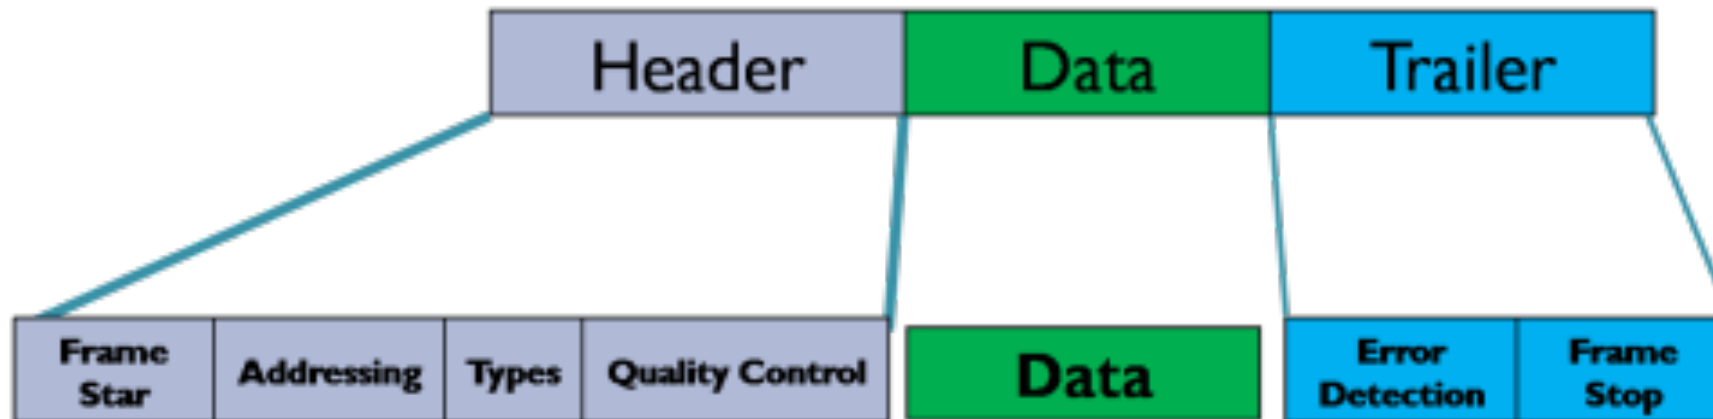 Header Data Trailer
Frame Star
Addressing
Types
Quality Control
Data
Error Detection
Frame Stop